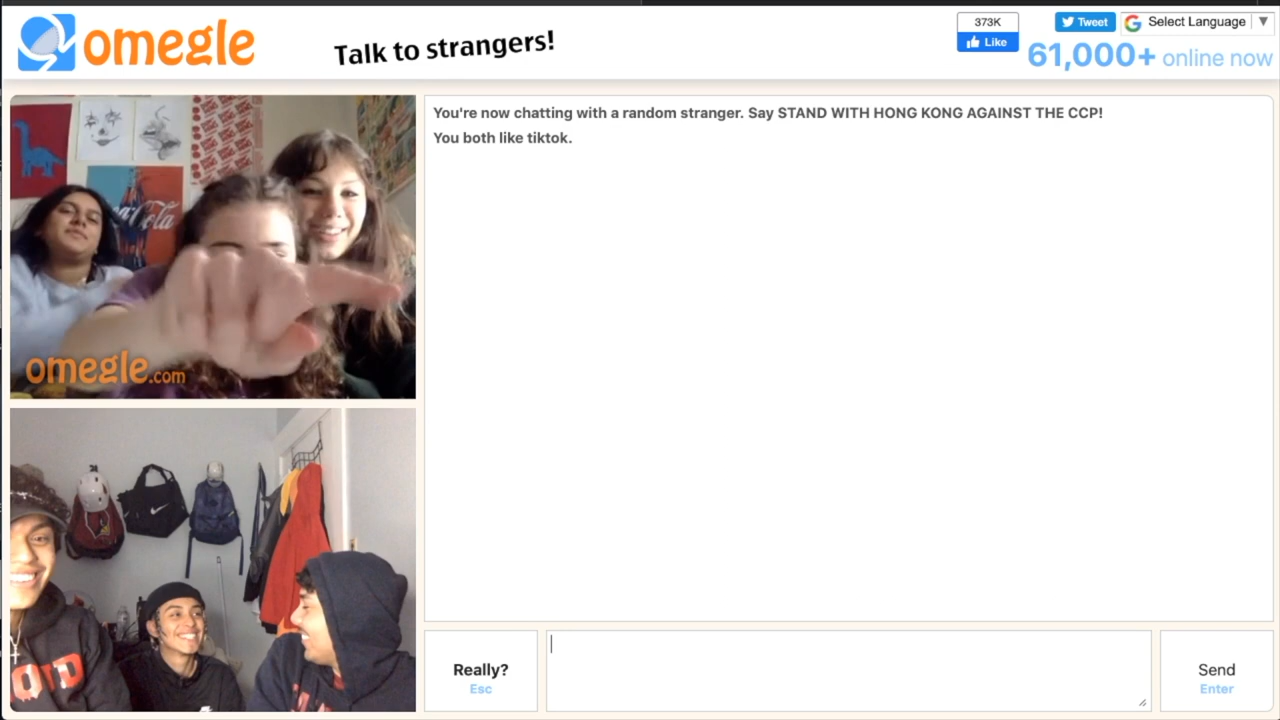 omegle
Talk to strangers!
373K
Like
Tweet
Select Language
61,000+ online now
You're now chatting with a random stranger. Say STAND WITH HONG KONG AGAINST THE CCP!
You both like tiktok.
Coca-Cola
omegle.com
Really?
Esc
Send
Enter